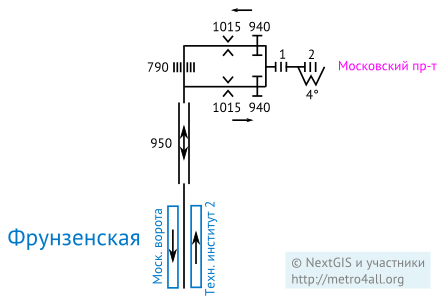 1015 940
1 2
790
Московский пр-т
4°
1015 940
950
Фрунзенская
Моск. ворота
Техн. институт 2
© NextGIS и участники
http://metro4all.org